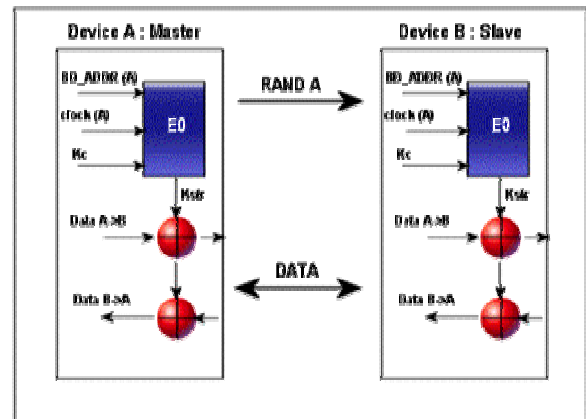 Device A : Master
BD_ADDR (A)
clock (A)
E0
Kc
Kstr
Data A->B
Data B->A
RAND A
DATA
Device B : Slave
BD_ADDR (A)
clock (A)
E0
Kc
Kstr
Data A->B
Data B->A